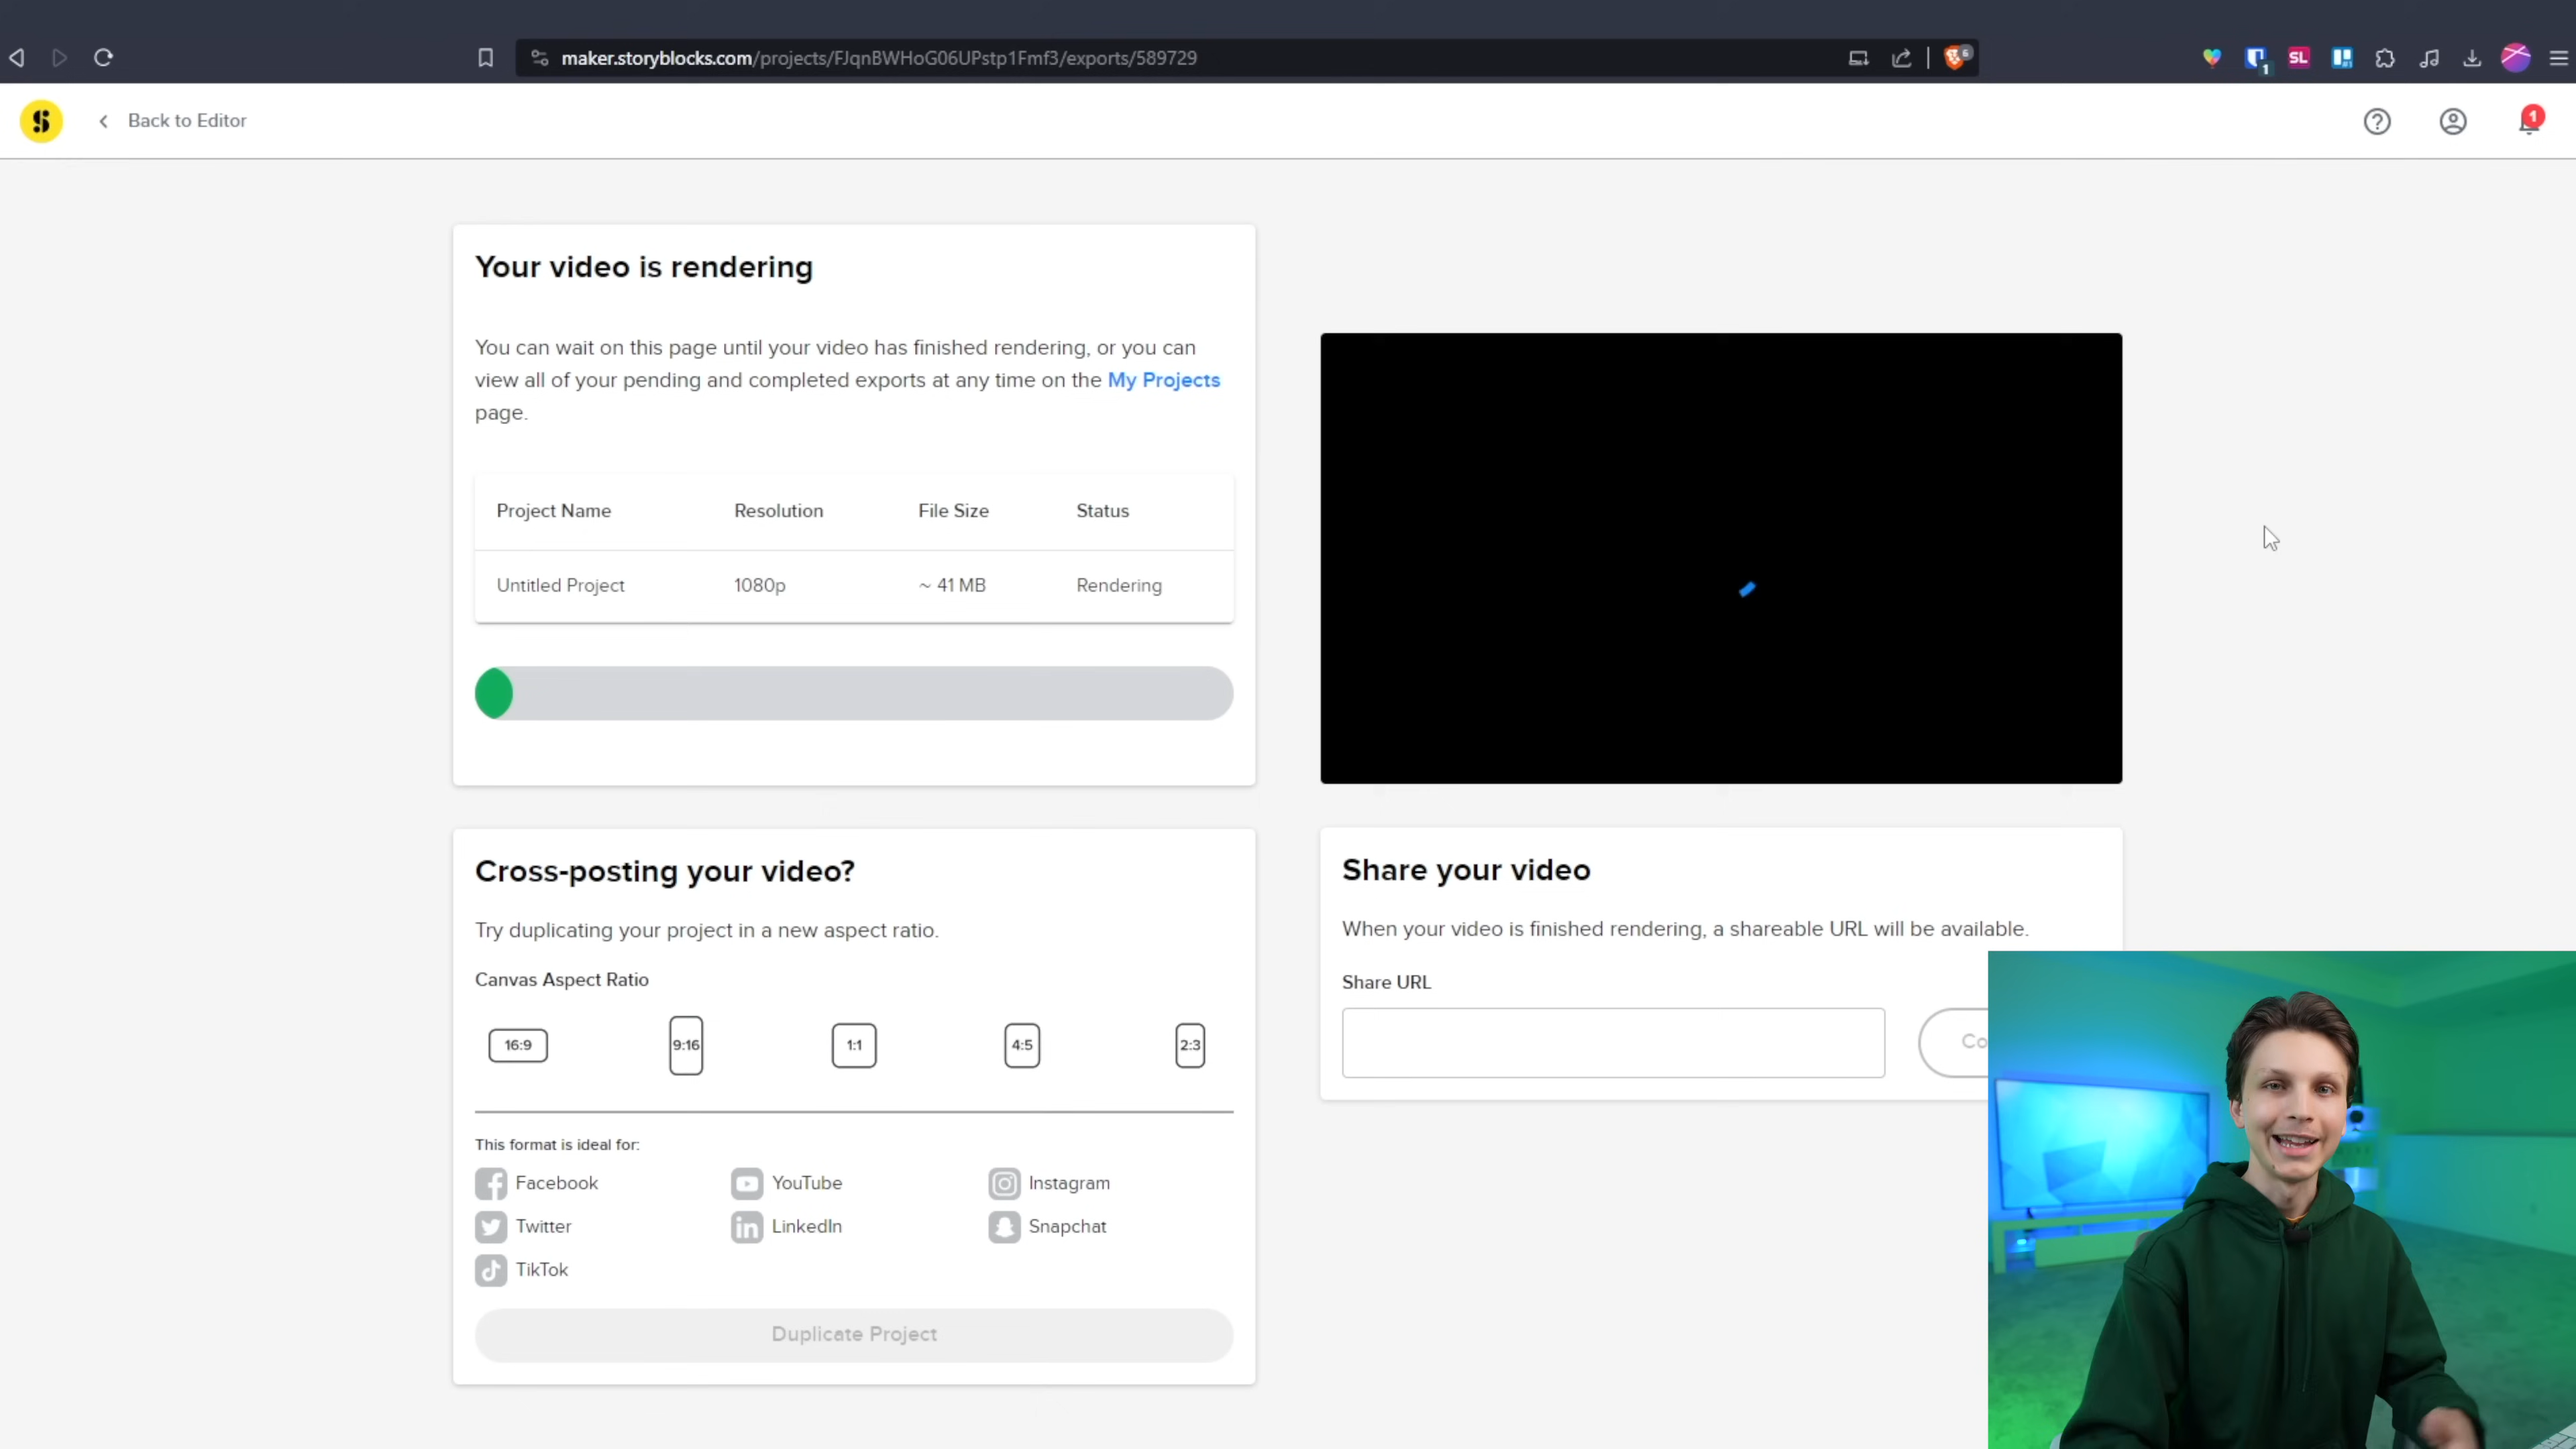 maker.storyblocks.com/projects/FJqnBWHoG06UPstp1Fmf3/exports/589729
6
1
SL
Back to Editor
1
Your video is rendering
You can wait on this page until your video has finished rendering, or you can
view all of your pending and completed exports at any time on the My Projects
page.
Project Name Resolution File Size Status
Untitled Project 1080p ~ 41 MB Rendering
Cross-posting your video?
Try duplicating your project in a new aspect ratio.
Canvas Aspect Ratio
16:9 9:16 1:1 4:5 2:3
This format is ideal for:
Facebook YouTube Instagram
Twitter LinkedIn Snapchat
TikTok
Duplicate Project
Share your video
When your video is finished rendering, a shareable URL will be available.
Share URL
Co